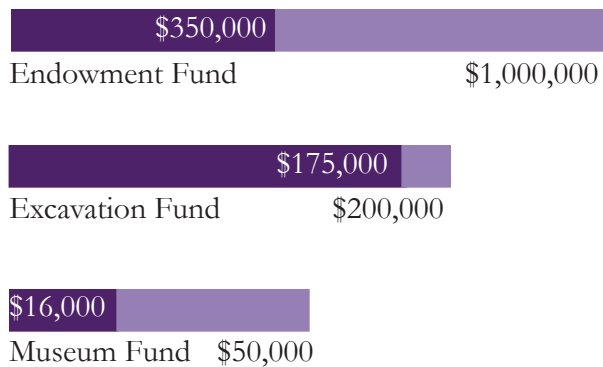 $350,000
Endowment Fund $1,000,000
$175,000
Excavation Fund $200,000
$16,000
Museum Fund $50,000